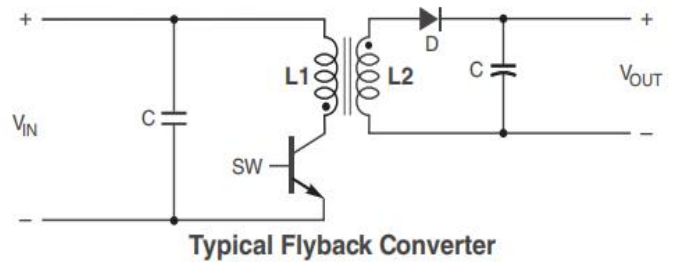 +
+
D
L1
L2
C
C
VIN
VOUT
SW
−
−
Typical Flyback Converter